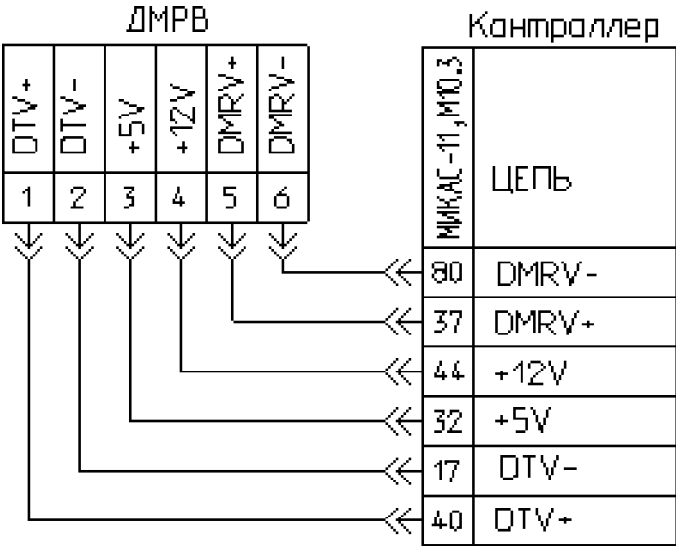 ДМРВ
DTV+ DTV- +5V +12V DMRV+ DMRV-
1 2 3 4 5 6
Кантраллер
МИКАС-11,М10.3 ЦЕПЬ
80 DMRV-
37 DMRV+
44 +12V
32 +5V
17 DTV-
40 DTV+